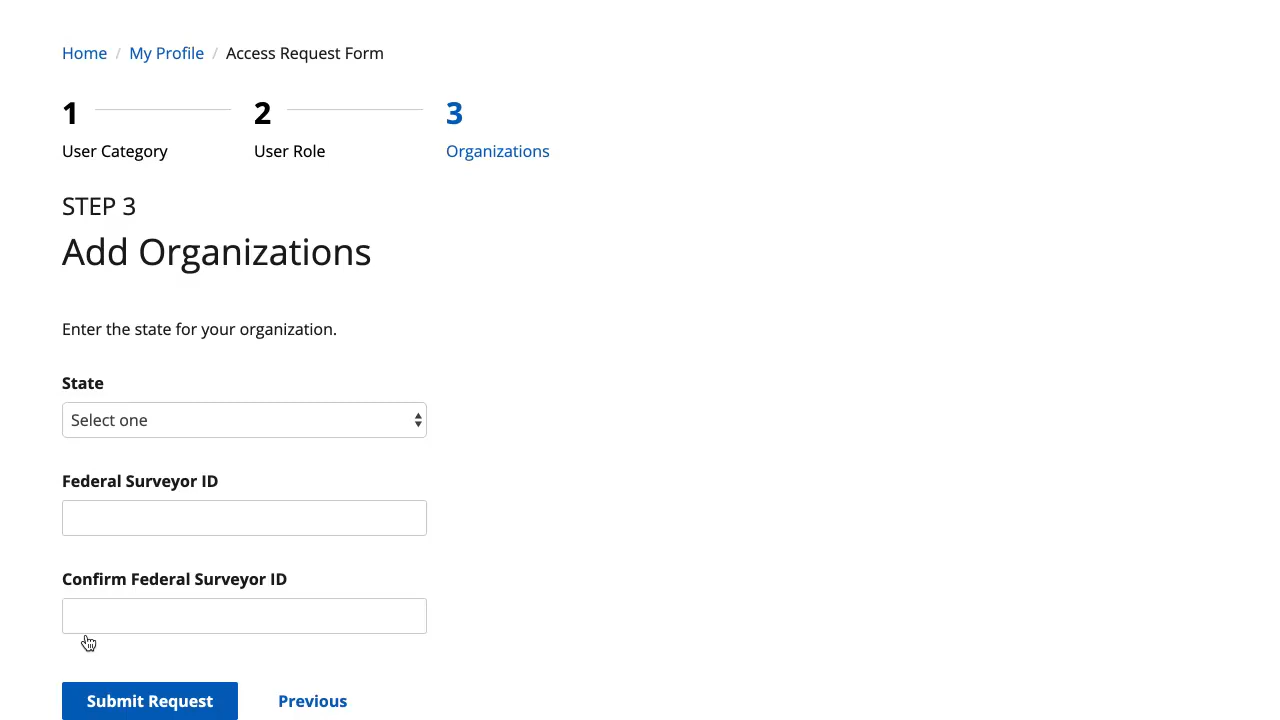 Home / My Profile / Access Request Form
1 2 3
User Category User Role Organizations
STEP 3
Add Organizations
Enter the state for your organization.
State
Select one
Federal Surveyor ID
Confirm Federal Surveyor ID
Submit Request Previous